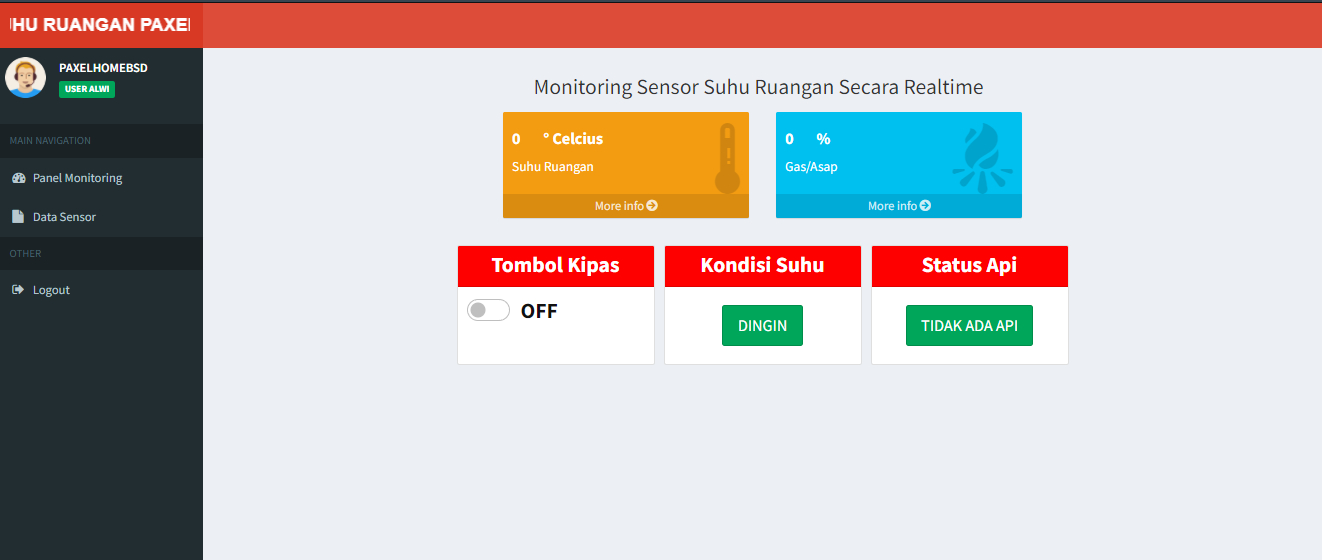 HU RUANGAN PAXE
PAXELHOMEBSD
USER ALWI
MAIN NAVIGATION
Panel Monitoring
Data Sensor
OTHER
Logout
Monitoring Sensor Suhu Ruangan Secara Realtime
0 ° Celcius
Suhu Ruangan
More info
0 %
Gas/Asap
More info
Tombol Kipas
OFF
Kondisi Suhu
DINGIN
Status Api
TIDAK ADA API